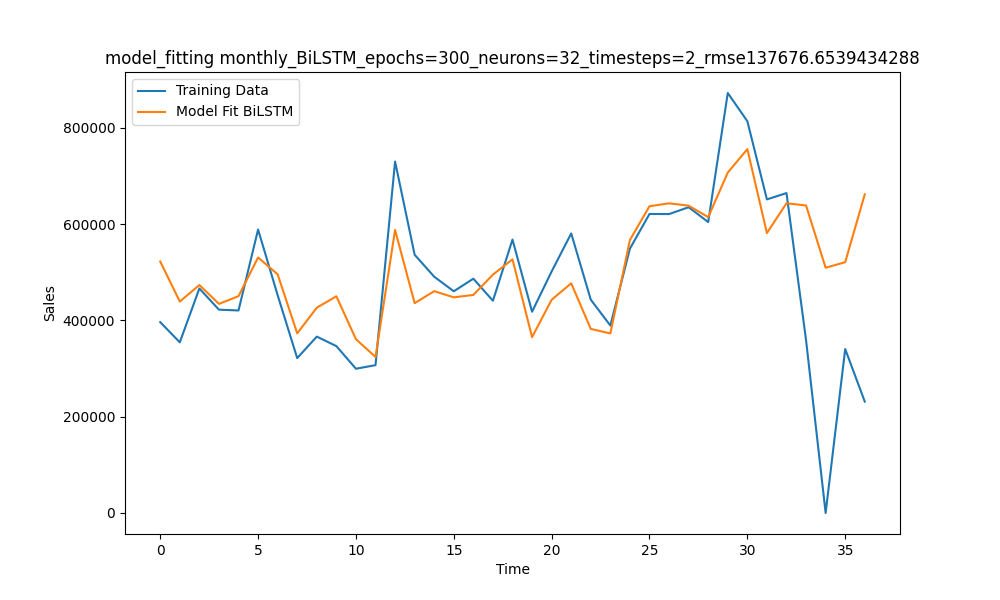 model_fitting monthly_BiLSTM_epochs=300_neurons=32_timesteps=2_rmse137676.6539434288
Training Data
Model Fit BiLSTM
800000
600000
400000
200000
0
Sales
0 5 10 15 20 25 30 35
Time